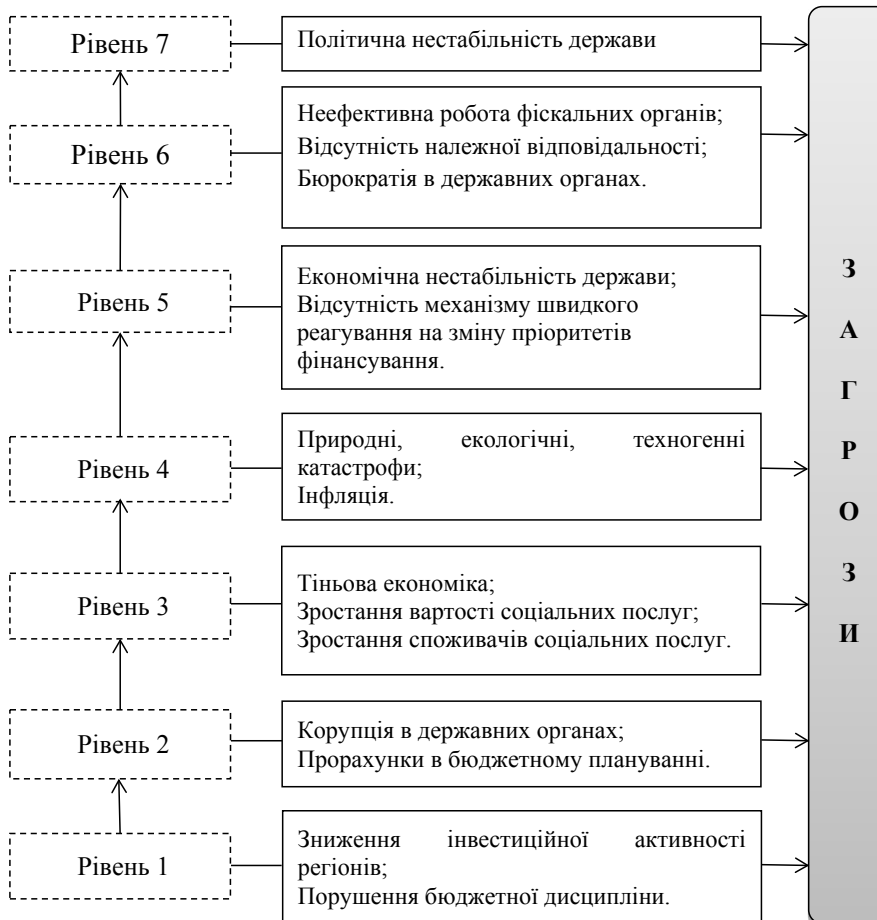 Рівень 7
Політична нестабільність держави
Рівень 6
Неефективна робота фіскальних органів;
Відсутність належної відповідальності;
Бюрократія в державних органах.
Рівень 5
Економічна нестабільність держави;
Відсутність механізму швидкого
реагування на зміну пріоритетів
фінансування.
Рівень 4
Природні, екологічні, техногенні
катастрофи;
Інфляція.
Рівень 3
Тіньова економіка;
Зростання вартості соціальних послуг;
Зростання споживачів соціальних послуг.
Рівень 2
Корупція в державних органах;
Прорахунки в бюджетному плануванні.
Рівень 1
Зниження інвестиційної активності
регіонів;
Порушення бюджетної дисципліни.
З
А
Г
Р
О
З
И